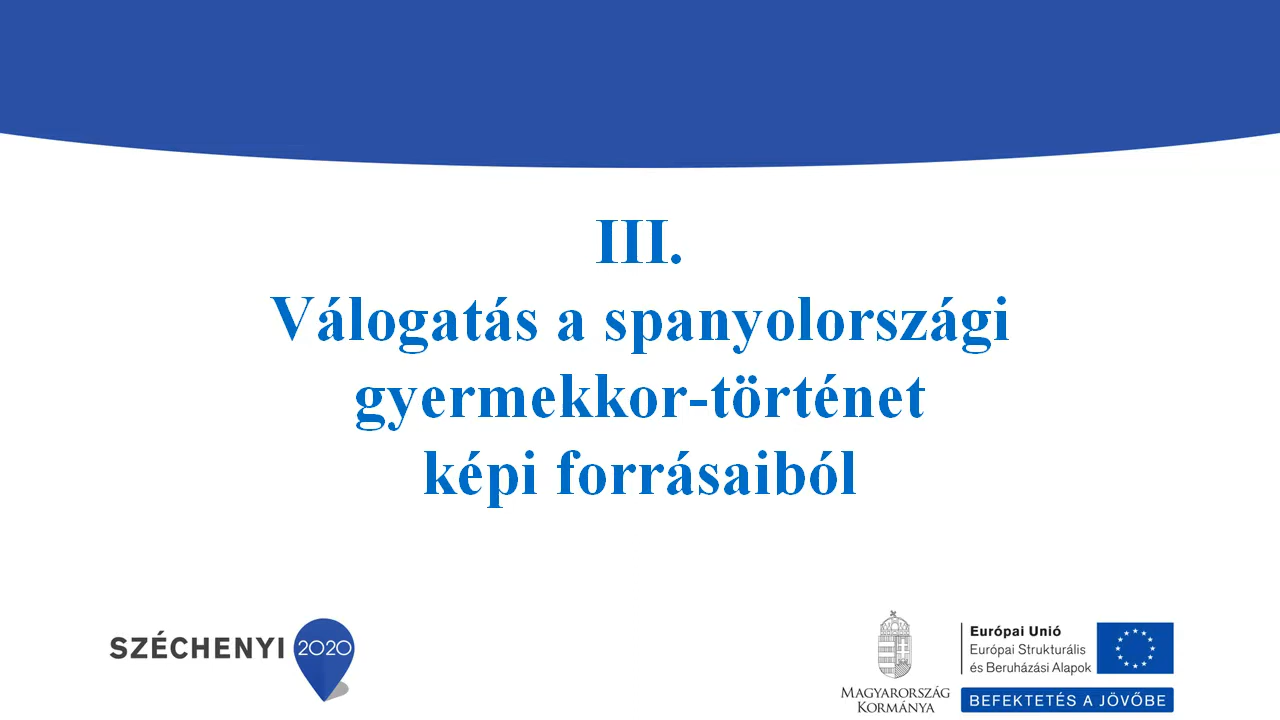 III.
Válogatás a spanyolországi
gyermekkor-történet
képi forrásaiból
SZÉCHENYI 2020
MAGYARORSZÁG
KORMÁNYA
Európai Unió
Európai Strukturális
és Beruházási Alapok
BEFEKTETÉS A JÖVŐBE